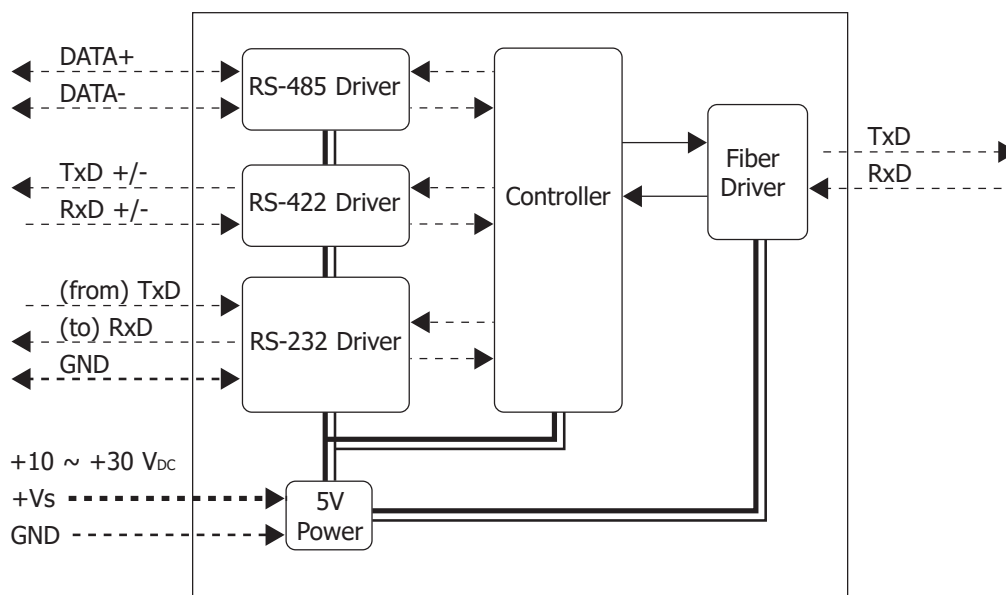 DATA+
DATA-
RS-485 Driver
TxD +/-
RxD +/-
RS-422 Driver
(from) TxD
(to) RxD
GND
RS-232 Driver
Controller
Fiber
Driver
TxD
RxD
+10 ~ +30 VDC
+Vs
GND
5V
Power